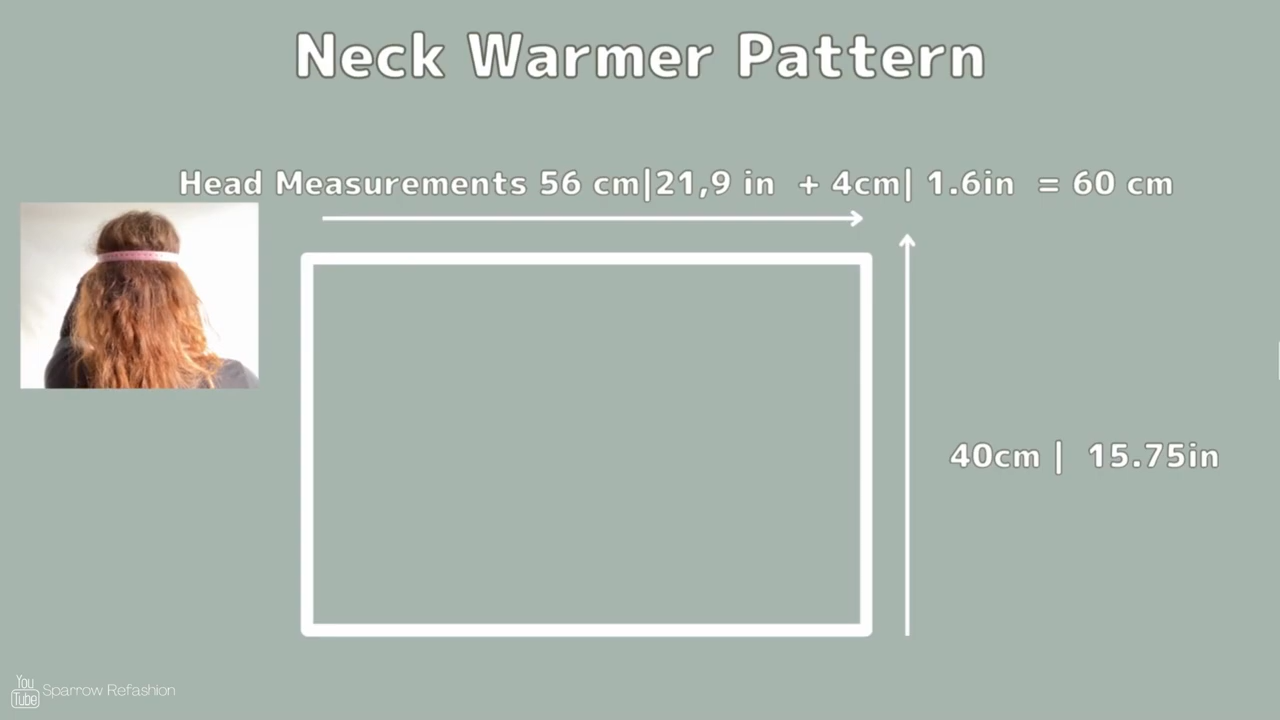 Neck Warmer Pattern
Head Measurements 56 cm|21,9 in + 4cm| 1.6in = 60 cm
40cm | 15.75in
You
Tube
Sparrow Refashion